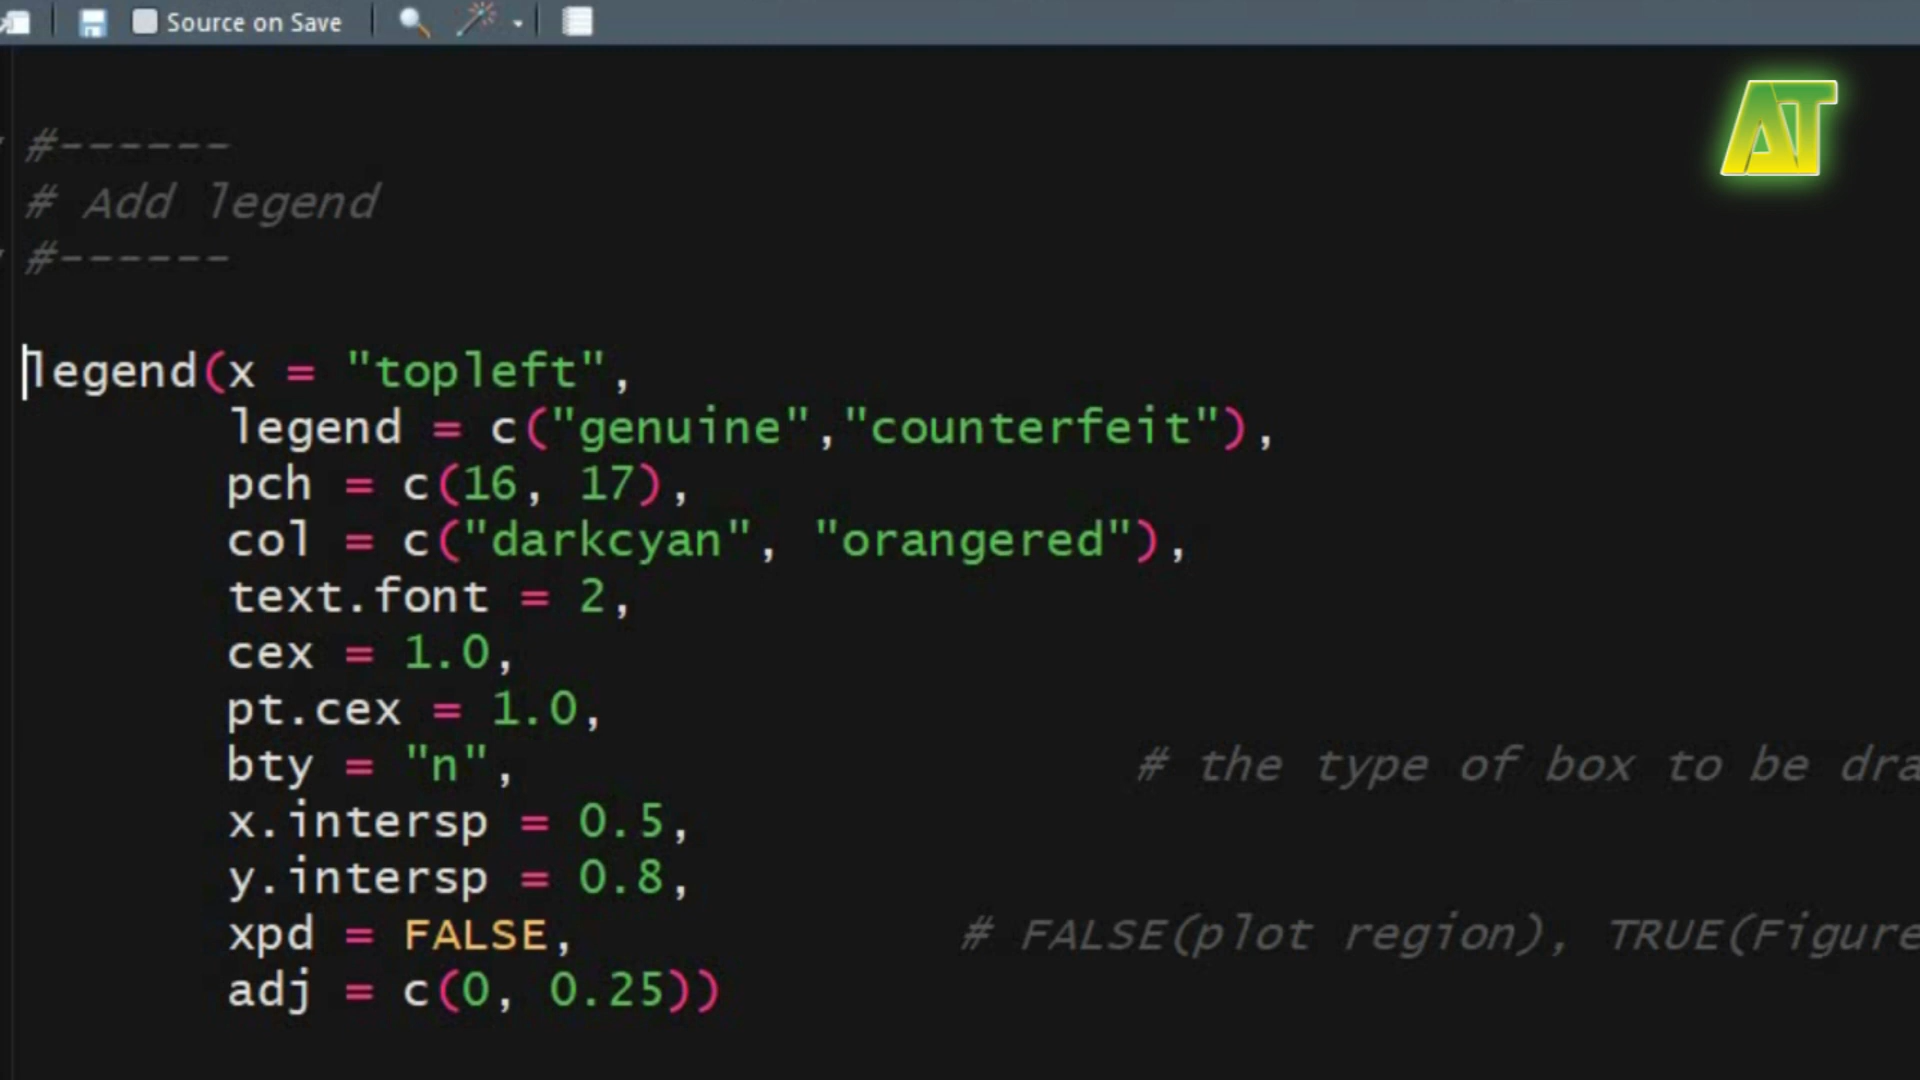 Source on Save
AT
#------
# Add legend
#------
legend(x = "topleft",
legend = c("genuine","counterfeit"),
pch = c(16, 17),
col = c("darkcyan", "orangered"),
text.font = 2,
cex = 1.0,
pt.cex = 1.0,
bty = "n", # the type of box to be dra
x.intersp = 0.5,
y.intersp = 0.8,
xpd = FALSE, # FALSE(plot region), TRUE(Figure
adj = c(0, 0.25))